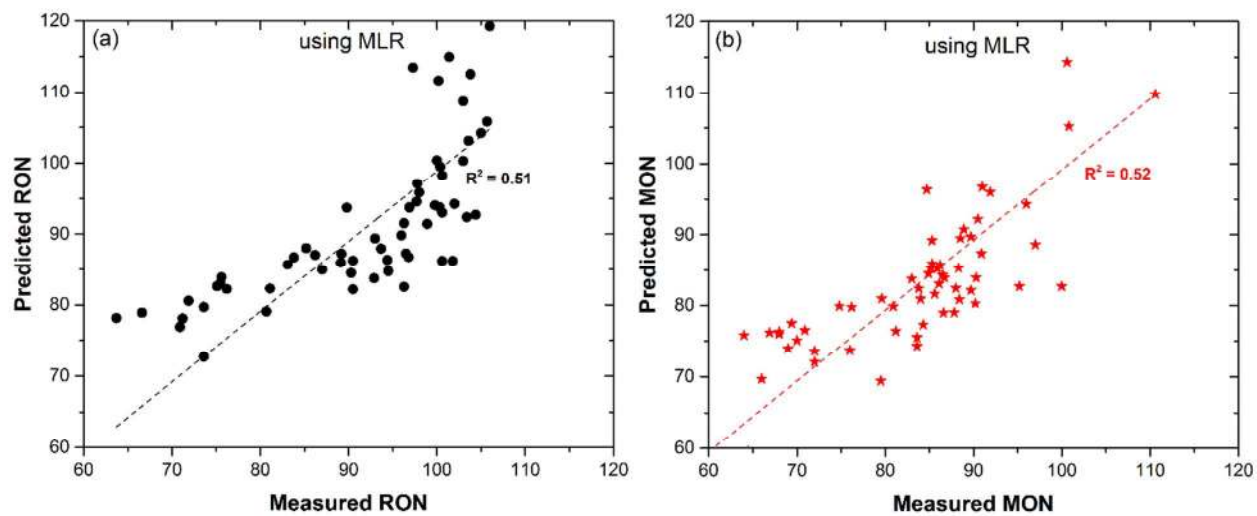 (a)
using MLR
120
110
100
90
80
70
60
Predicted RON
R² = 0.51
60 70 80 90 100 110 120
Measured RON
(b)
using MLR
120
110
100
90
80
70
60
Predicted MON
R² = 0.52
60 70 80 90 100 110 120
Measured MON